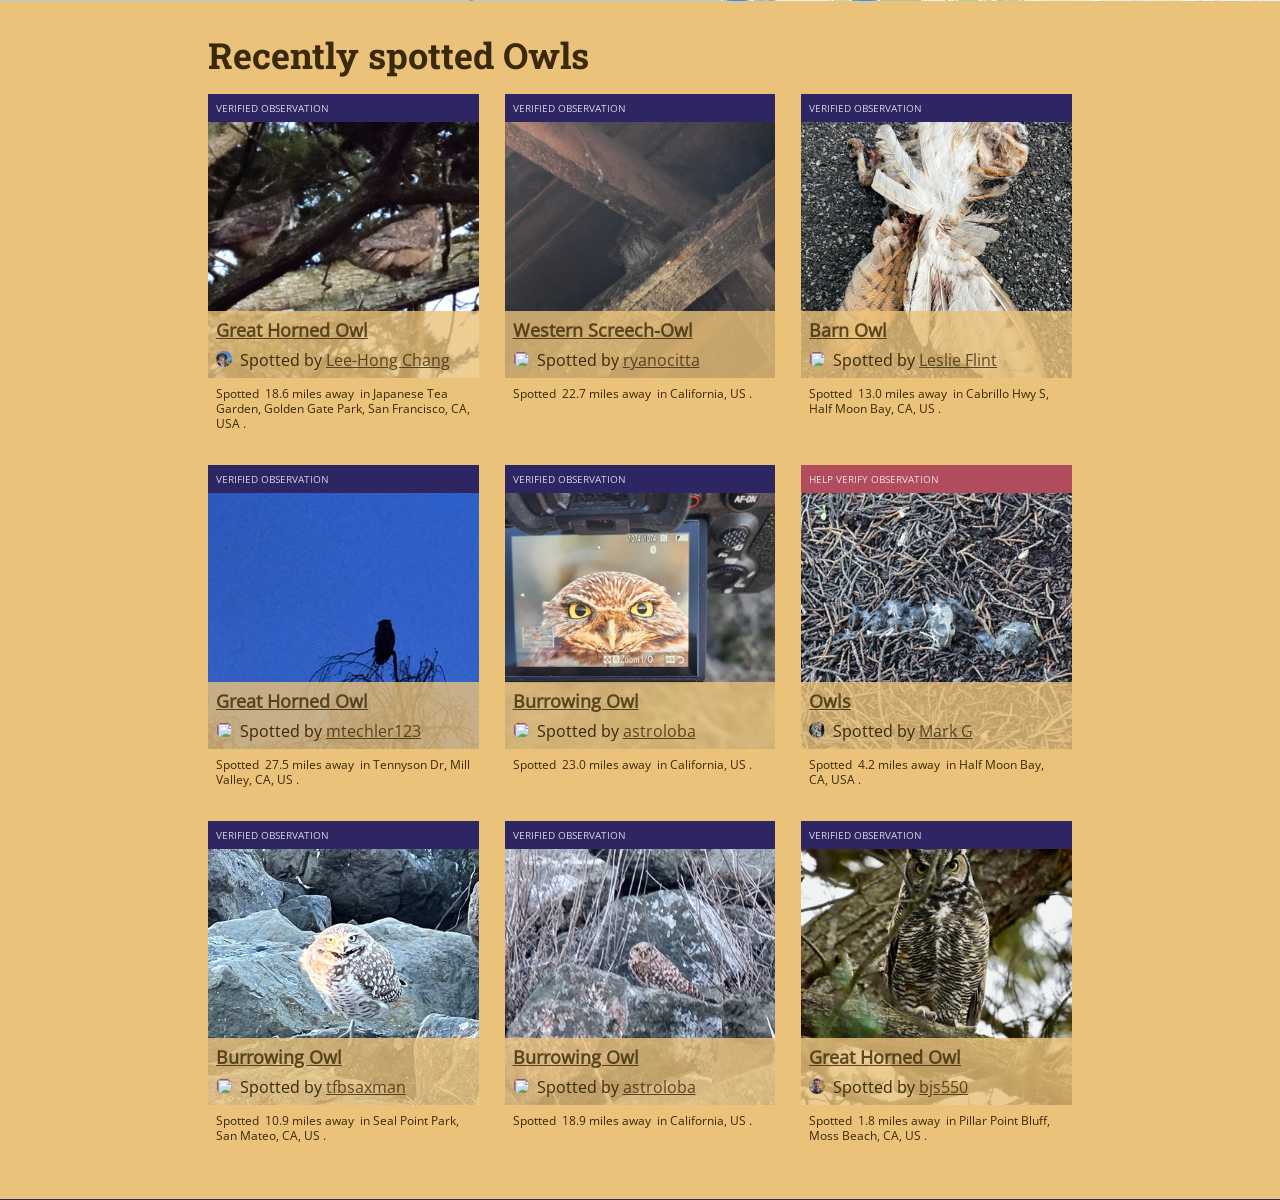 Recently spotted Owls
VERIFIED OBSERVATION
Great Horned Owl
Spotted by Lee-Hong Chang
Spotted 18.6 miles away in Japanese Tea
Garden, Golden Gate Park, San Francisco, CA,
USA .
VERIFIED OBSERVATION
Western Screech-Owl
Spotted by ryanocitta
Spotted 22.7 miles away in California, US .
VERIFIED OBSERVATION
Barn Owl
Spotted by Leslie Flint
Spotted 13.0 miles away in Cabrillo Hwy S,
Half Moon Bay, CA, US .
VERIFIED OBSERVATION
Great Horned Owl
Spotted by mtechler123
Spotted 27.5 miles away in Tennyson Dr, Mill
Valley, CA, US .
VERIFIED OBSERVATION
AF-ON
Zoom
Burrowing Owl
Spotted by astroloba
Spotted 23.0 miles away in California, US .
HELP VERIFY OBSERVATION
Owls
Spotted by Mark G
Spotted 4.2 miles away in Half Moon Bay,
CA, USA .
VERIFIED OBSERVATION
Burrowing Owl
Spotted by tfbsaxman
Spotted 10.9 miles away in Seal Point Park,
San Mateo, CA, US .
VERIFIED OBSERVATION
Burrowing Owl
Spotted by astroloba
Spotted 18.9 miles away in California, US .
VERIFIED OBSERVATION
Great Horned Owl
Spotted by bjs550
Spotted 1.8 miles away in Pillar Point Bluff,
Moss Beach, CA, US .